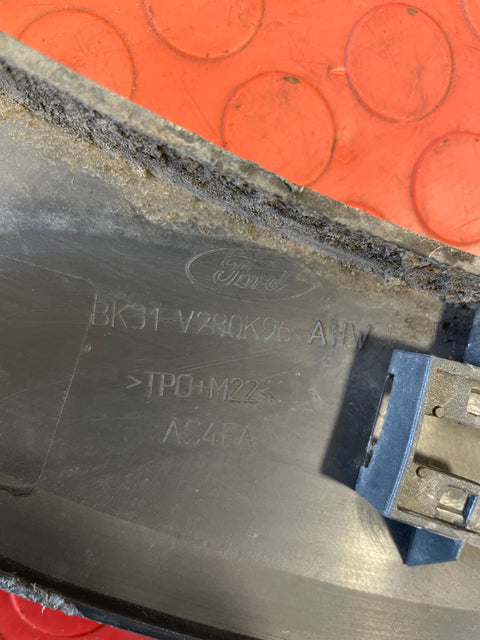 Ford
BK31-V280K96-AHW
>TPO+M22<
AS4FA